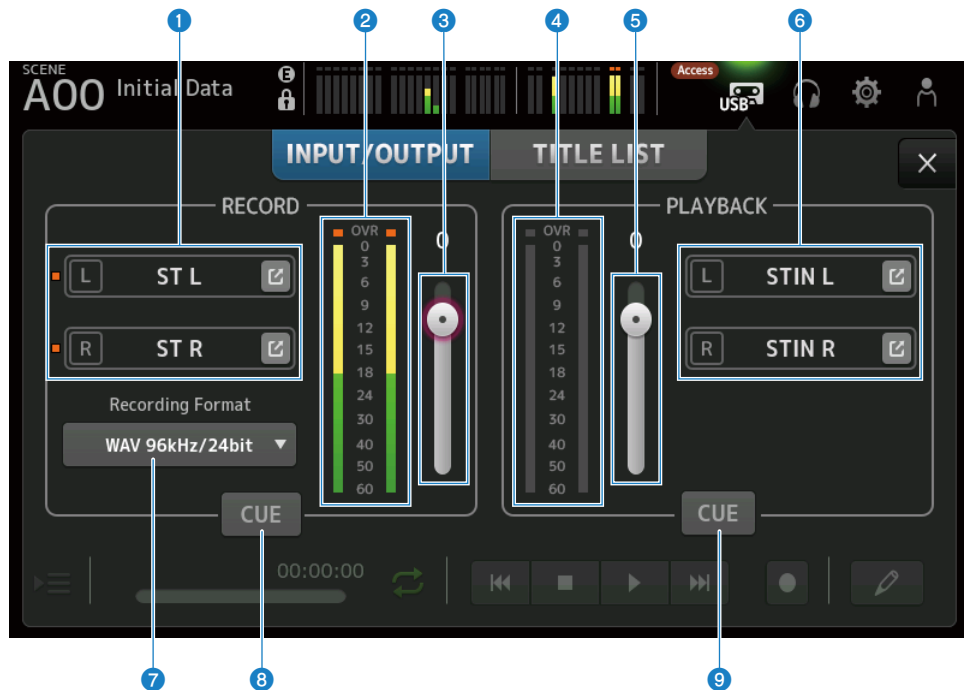 1 2 3 4 5 6
SCENE
A00 Initial Data
E
Access
USB
INPUT/OUTPUT TITLE LIST
RECORD
PLAYBACK
L ST L
R ST R
Recording Format
WAV 96kHz/24bit
CUE
OVR
0
3
6
9
12
15
18
24
30
40
50
60
0
OVR
0
3
6
9
12
15
18
24
30
40
50
60
0
L STIN L
R STIN R
CUE
00:00:00
7 8 9